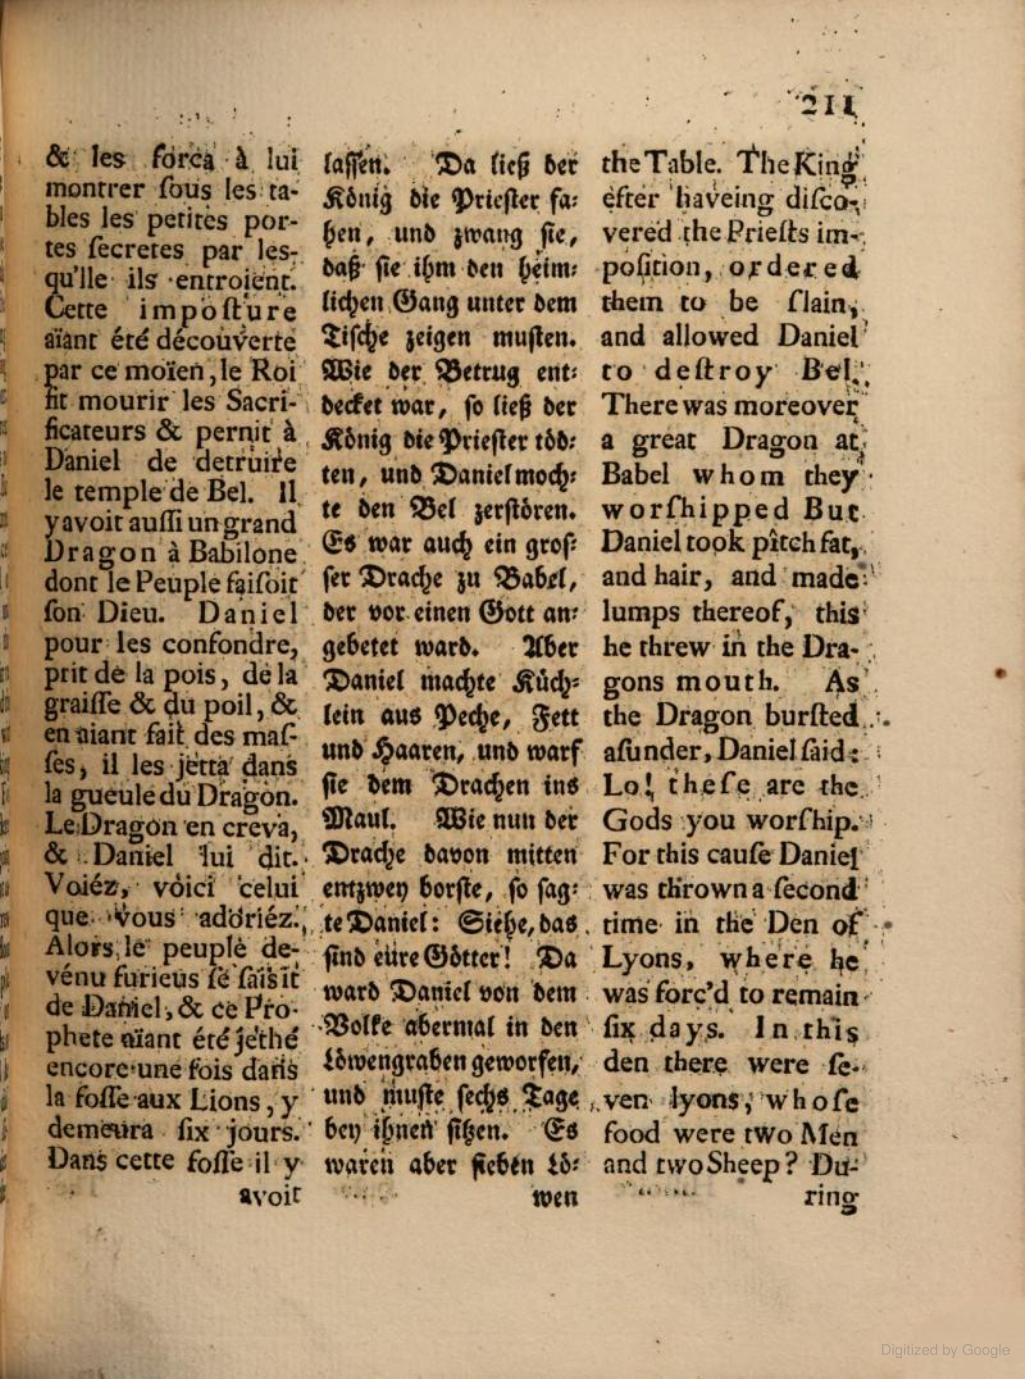 211
& les forca à lui
montrer ſous les ta-
bles les petites por-
tes ſecretes par les-
qu'lle ils entroient.
Cette impoſture
aïant été découverte
par ce moïen, le Roi
fit mourir les Sacri-
ficateurs & permit à
Daniel de detruire
le temple de Bel. Il
y avoit auſſi un grand
Dragon à Babilone
dont le Peuple faiſoit
ſon Dieu. Daniel
pour les confondre,
prit de la pois, de la
graiſſe & du poil, &
en aiant fait des maſ-
ſes, il les jetta dans
la gueule du Dragon.
Le Dragon en creva,
& Daniel lui dit.
Voiéz, vòici celui
que vous addriéz.
Alors le peuple de-
vénu furieus ſe ſaisit
de Daniel, & ce Pro-
phete aïant été jèthé
encore une fois dans
la foſſe aux Lions, y
demeura ſix jours.
Dans cette foſſe il y
avoit
laſſen. Da ließ der
König die Prieſter fa-
hen, und zwang ſie,
daß ſie ihm den heim-
lichen Gang unter dem
Tiſche zeigen muſten.
Wie der Betrug ent-
decket war, ſo ließ der
König die Prieſter töd-
ten, und Daniel moch-
te den Bel zerſtören.
Es war auch ein groſ-
ſer Drache zu Babel,
der vor einen Gott an-
gebetet ward. Aber
Daniel machte Küch-
lein aus Peche, Fett
und Haaren, und warf
ſie dem Drachen ins
Maul. Wie nun der
Drache davon mitten
entzwey borſte, ſo ſag-
te Daniel: Siehe, das
ſind eure Götter! Da
ward Daniel von dem
Volke abermal in den
Löwengraben geworfen,
und muſte ſechs Tage
bey ihnen ſitzen. Es
waren aber ſieben Lö-
wen
the Table. The King
efter haveing diſco-
vered the Prieſts im-
poſition, ordered
them to be ſlain,
and allowed Daniel
to deſtroy Bel.
There was moreover
a great Dragon at
Babel whom they
worſhipped But
Daniel took pitch fat,
and hair, and made
lumps thereof, this
he threw in the Dra-
gons mouth. As
the Dragon burſted
aſunder, Daniel ſaid:
Lo! theſe are the
Gods you worſhip.
For this cauſe Daniel
was thrown a ſecond
time in the Den of
Lyons, where he
was forc'd to remain
ſix days. In this
den there were ſe-
ven lyons, whoſe
food were two Men
and two Sheep? Du-
ring
Digitized by Google